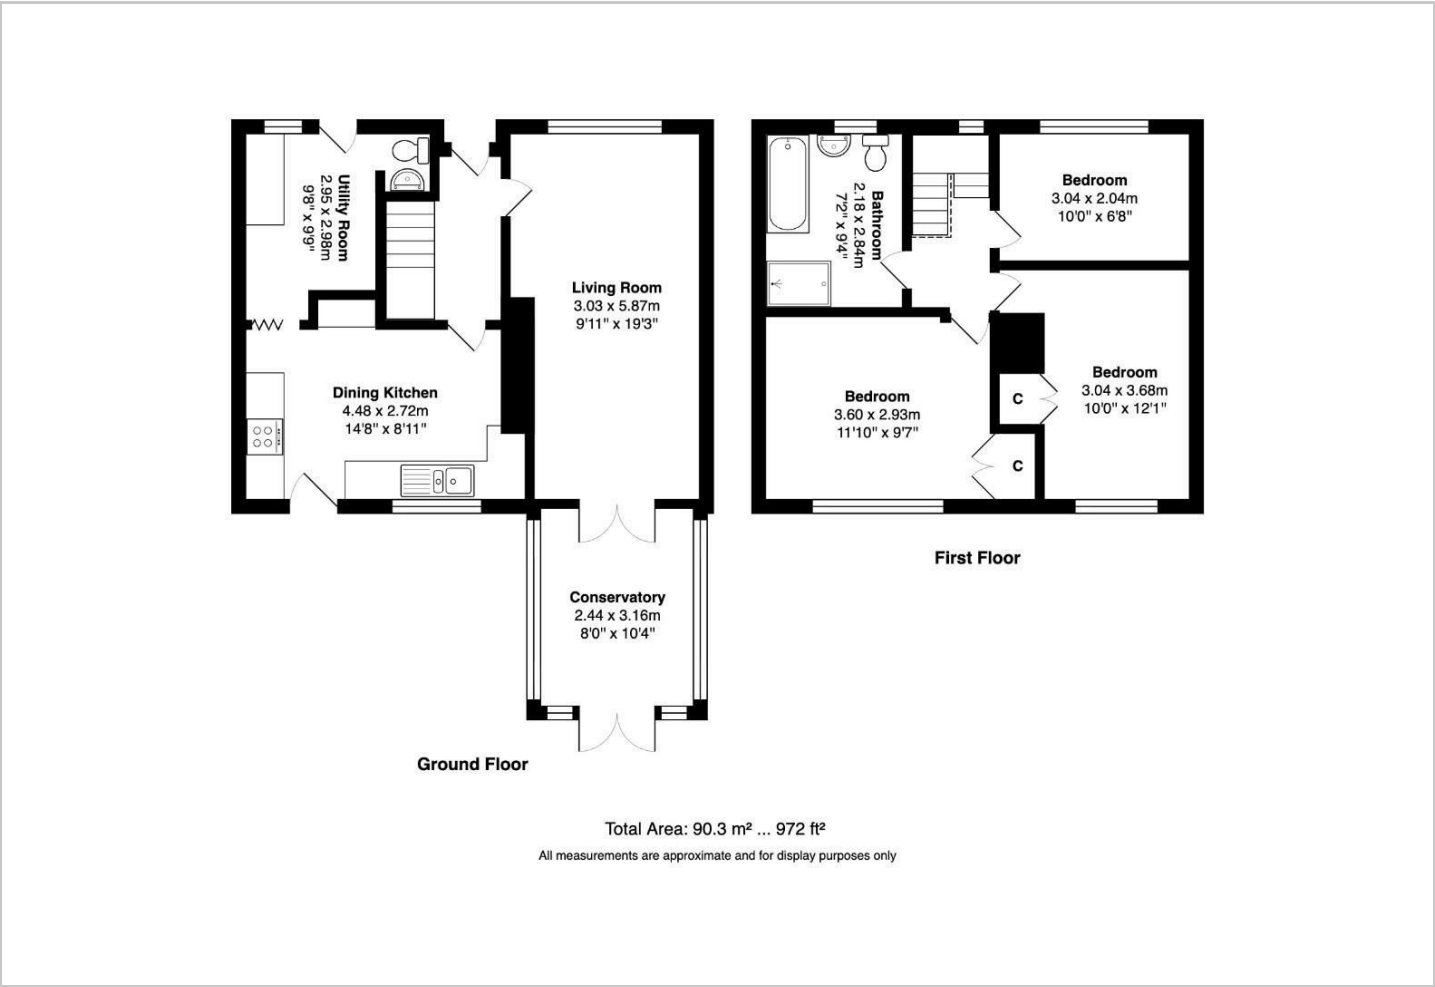 Utility Room
2.95 x 2.98m
9'8" x 9'9"
Living Room
3.03 x 5.87m
9'11" x 19'3"
Dining Kitchen
4.48 x 2.72m
14'8" x 8'11"
Conservatory
2.44 x 3.16m
8'0" x 10'4"
Ground Floor
Bathroom
2.18 x 2.84m
7'2" x 9'4"
Bedroom
3.04 x 2.04m
10'0" x 6'8"
Bedroom
3.60 x 2.93m
11'10" x 9'7"
Bedroom
3.04 x 3.68m
10'0" x 12'1"
C
C
First Floor
Total Area: 90.3 m² ... 972 ft²
All measurements are approximate and for display purposes only